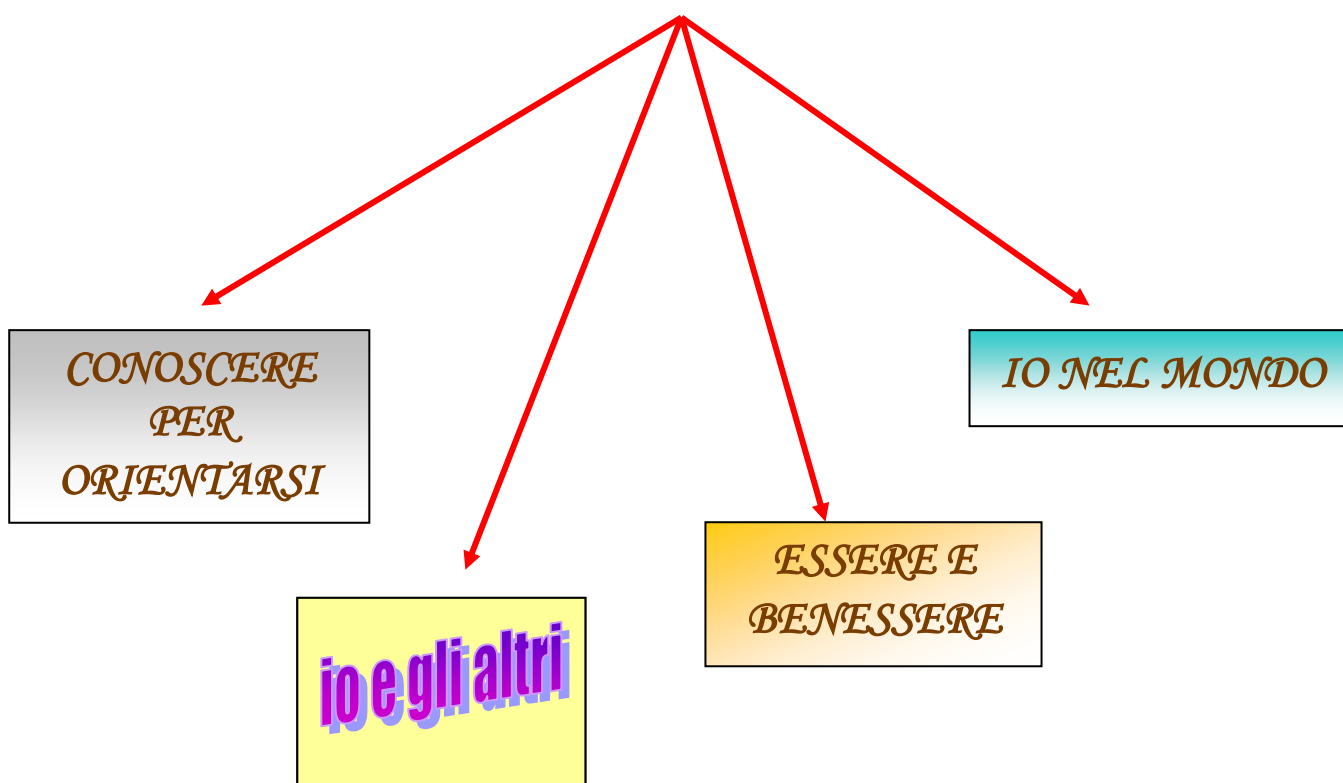 CONOSCERE
PER
ORIENTARSI
IO NEL MONDO
ESSERE E
BENESSERE
io e gli altri